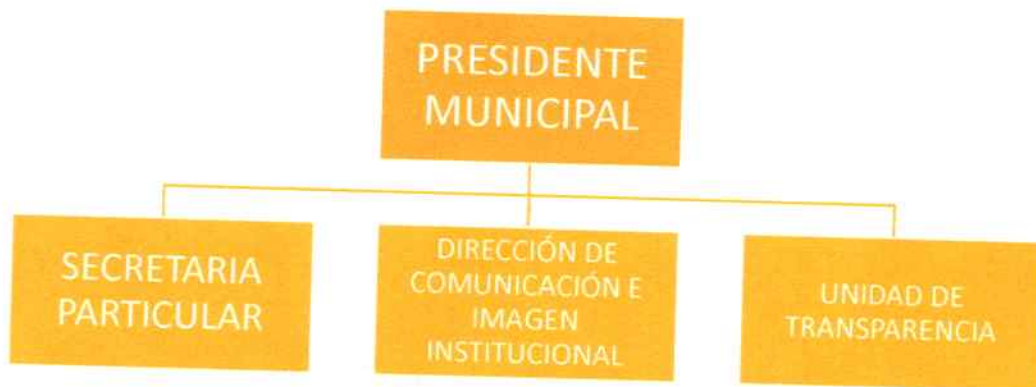 PRESIDENTE
MUNICIPAL
SECRETARIA
PARTICULAR
DIRECCIÓN DE
COMUNICACIÓN E
IMAGEN
INSTITUCIONAL
UNIDAD DE
TRANSPARENCIA